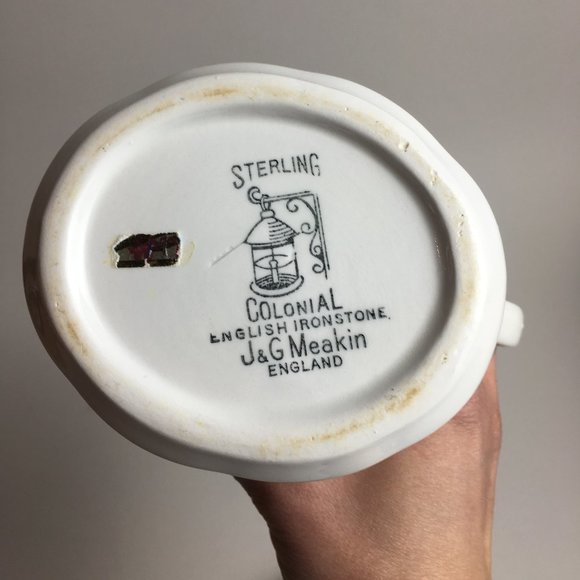 STERLING
COLONIAL
ENGLISH IRONSTONE,
J&G Meakin
ENGLAND